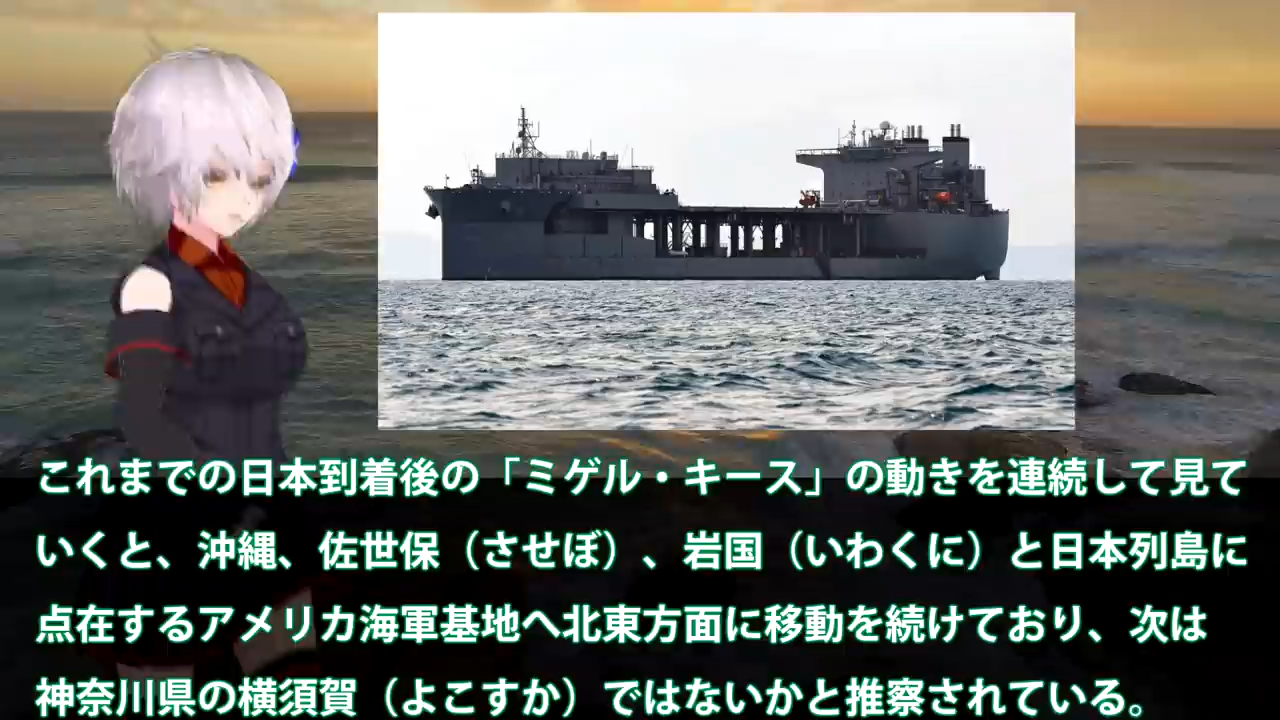 これまでの日本到着後の「ミゲル・キース」の動きを連続して見て
いくと、沖縄、佐世保（させぼ）、岩国（いわくに）と日本列島に
点在するアメリカ海軍基地へ北東方面に移動を続けており、次は
神奈川県の横須賀（よこすか）ではないかと推察されている。